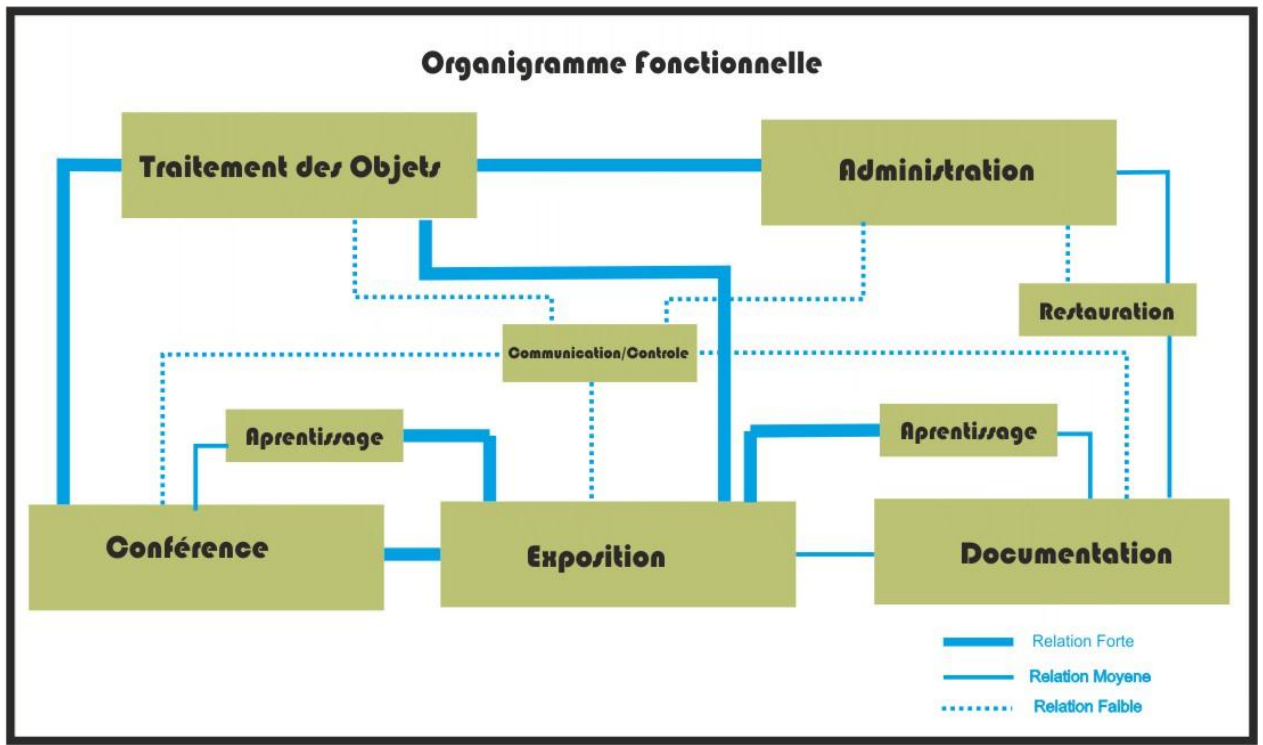 Organigramme Fonctionnelle
Traitement des Objets
Administration
Restauration
Communication/Controle
Aprentissage
Aprentissage
Conférence
Exposition
Documentation
Relation Forte
Relation Moyene
Relation Faible